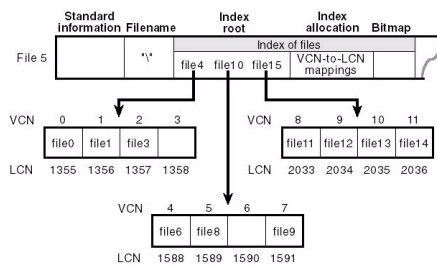 Standard information Filename Index root Index allocation Bitmap
File 5
"\"
Index of files
file4 file10 file15
VCN-to-LCN mappings
VCN 0 1 2 3
file0 file1 file3
LCN 1355 1356 1357 1358
VCN 8 9 10 11
file11 file12 file13 file14
LCN 2033 2034 2035 2036
VCN 4 5 6 7
file6 file8 file9
LCN 1588 1589 1590 1591